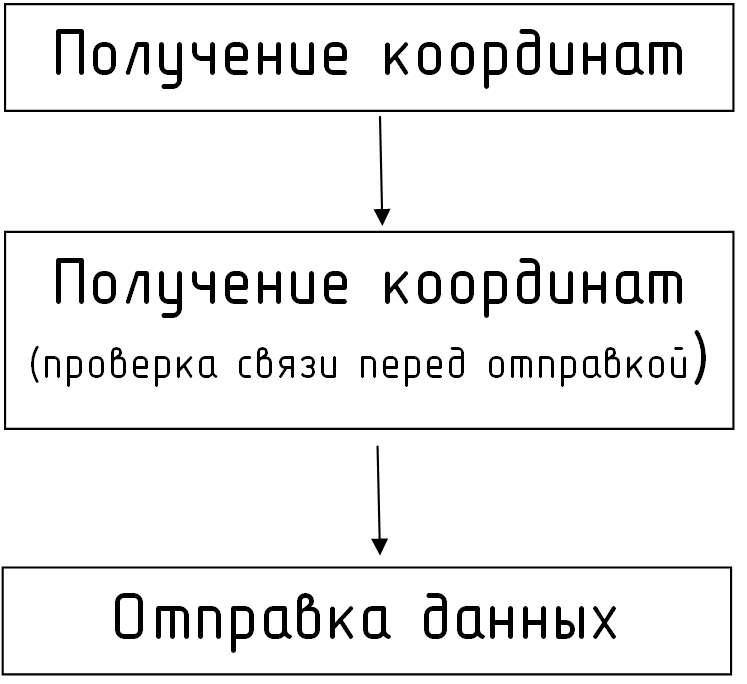 Получение координат
Получение координат
(проверка связи перед отправкой)
Отправка данных